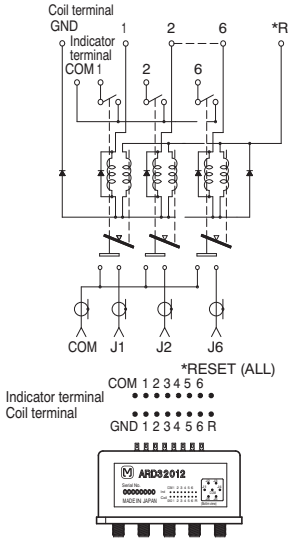 Coil terminal
GND 1 2 6 *R
Indicator
terminal
COM 1 2 6
COM J1 J2 J6
*RESET (ALL)
COM 1 2 3 4 5 6
Indicator terminal
Coil terminal
GND 1 2 3 4 5 6 R
M ARD32012
Serial No.
00000000
MADE IN JAPAN